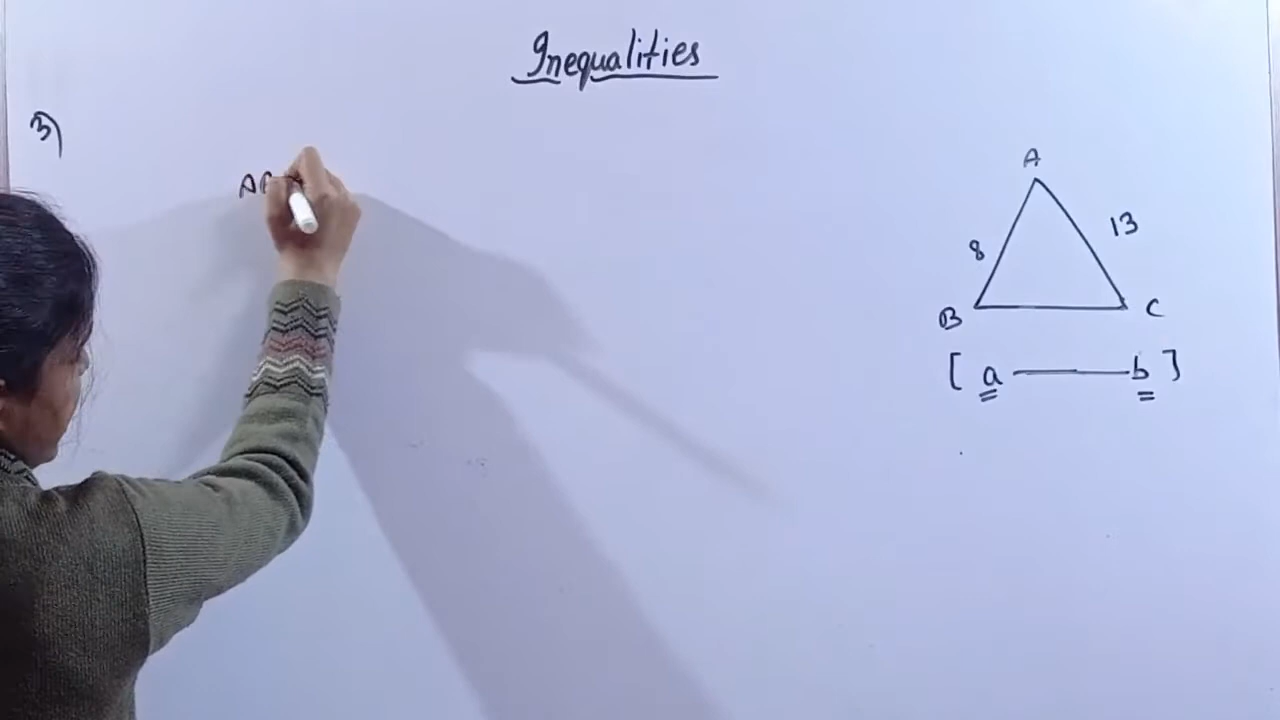 Inequalities
3)
A
8
13
B
C
[ a — b ]